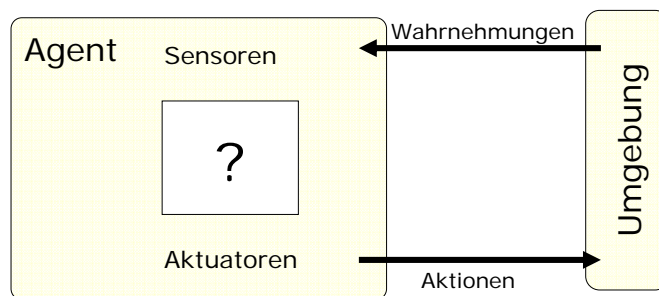 Agent
Sensoren
Wahrnehmungen
?
Umgebung
Aktuatoren
Aktionen